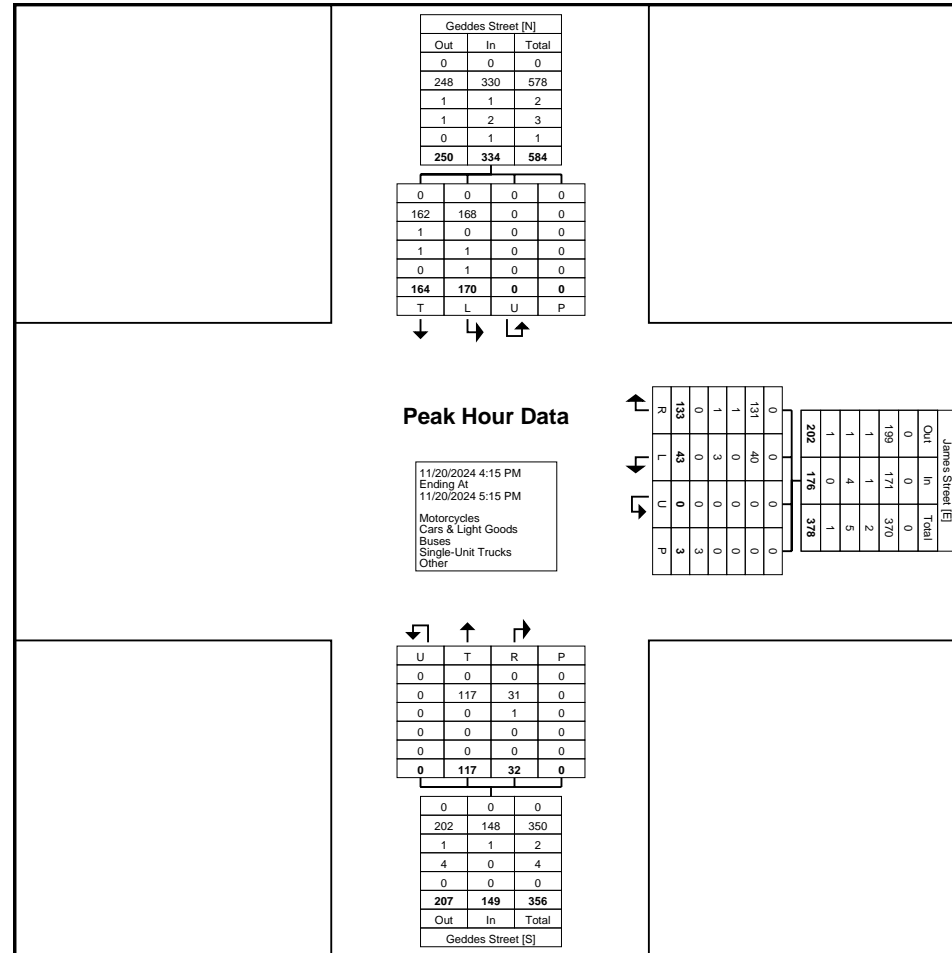 Geddes Street [N]
Out In Total
0 0 0
248 330 578
1 1 2
1 2 3
0 1 1
250 334 584
0 0 0 0
162 168 0 0
1 0 0 0
1 1 0 0
0 1 0 0
164 170 0 0
T L U P
Peak Hour Data
11/20/2024 4:15 PM
Ending At
11/20/2024 5:15 PM
Motorcycles
Cars & Light Goods
Buses
Single-Unit Trucks
Other
James Street [E]
Out In Total
0 0 0
199 171 370
1 1 2
1 4 5
1 0 1
202 176 378
0 0 0 0
131 40 0 0
1 0 0 0
1 3 0 0
0 0 0 3
133 43 0 3
R L U P
U T R P
0 0 0 0
0 117 31 0
0 0 1 0
0 0 0 0
0 0 0 0
0 117 32 0
0 0 0
202 148 350
1 1 2
4 0 4
0 0 0
207 149 356
Out In Total
Geddes Street [S]